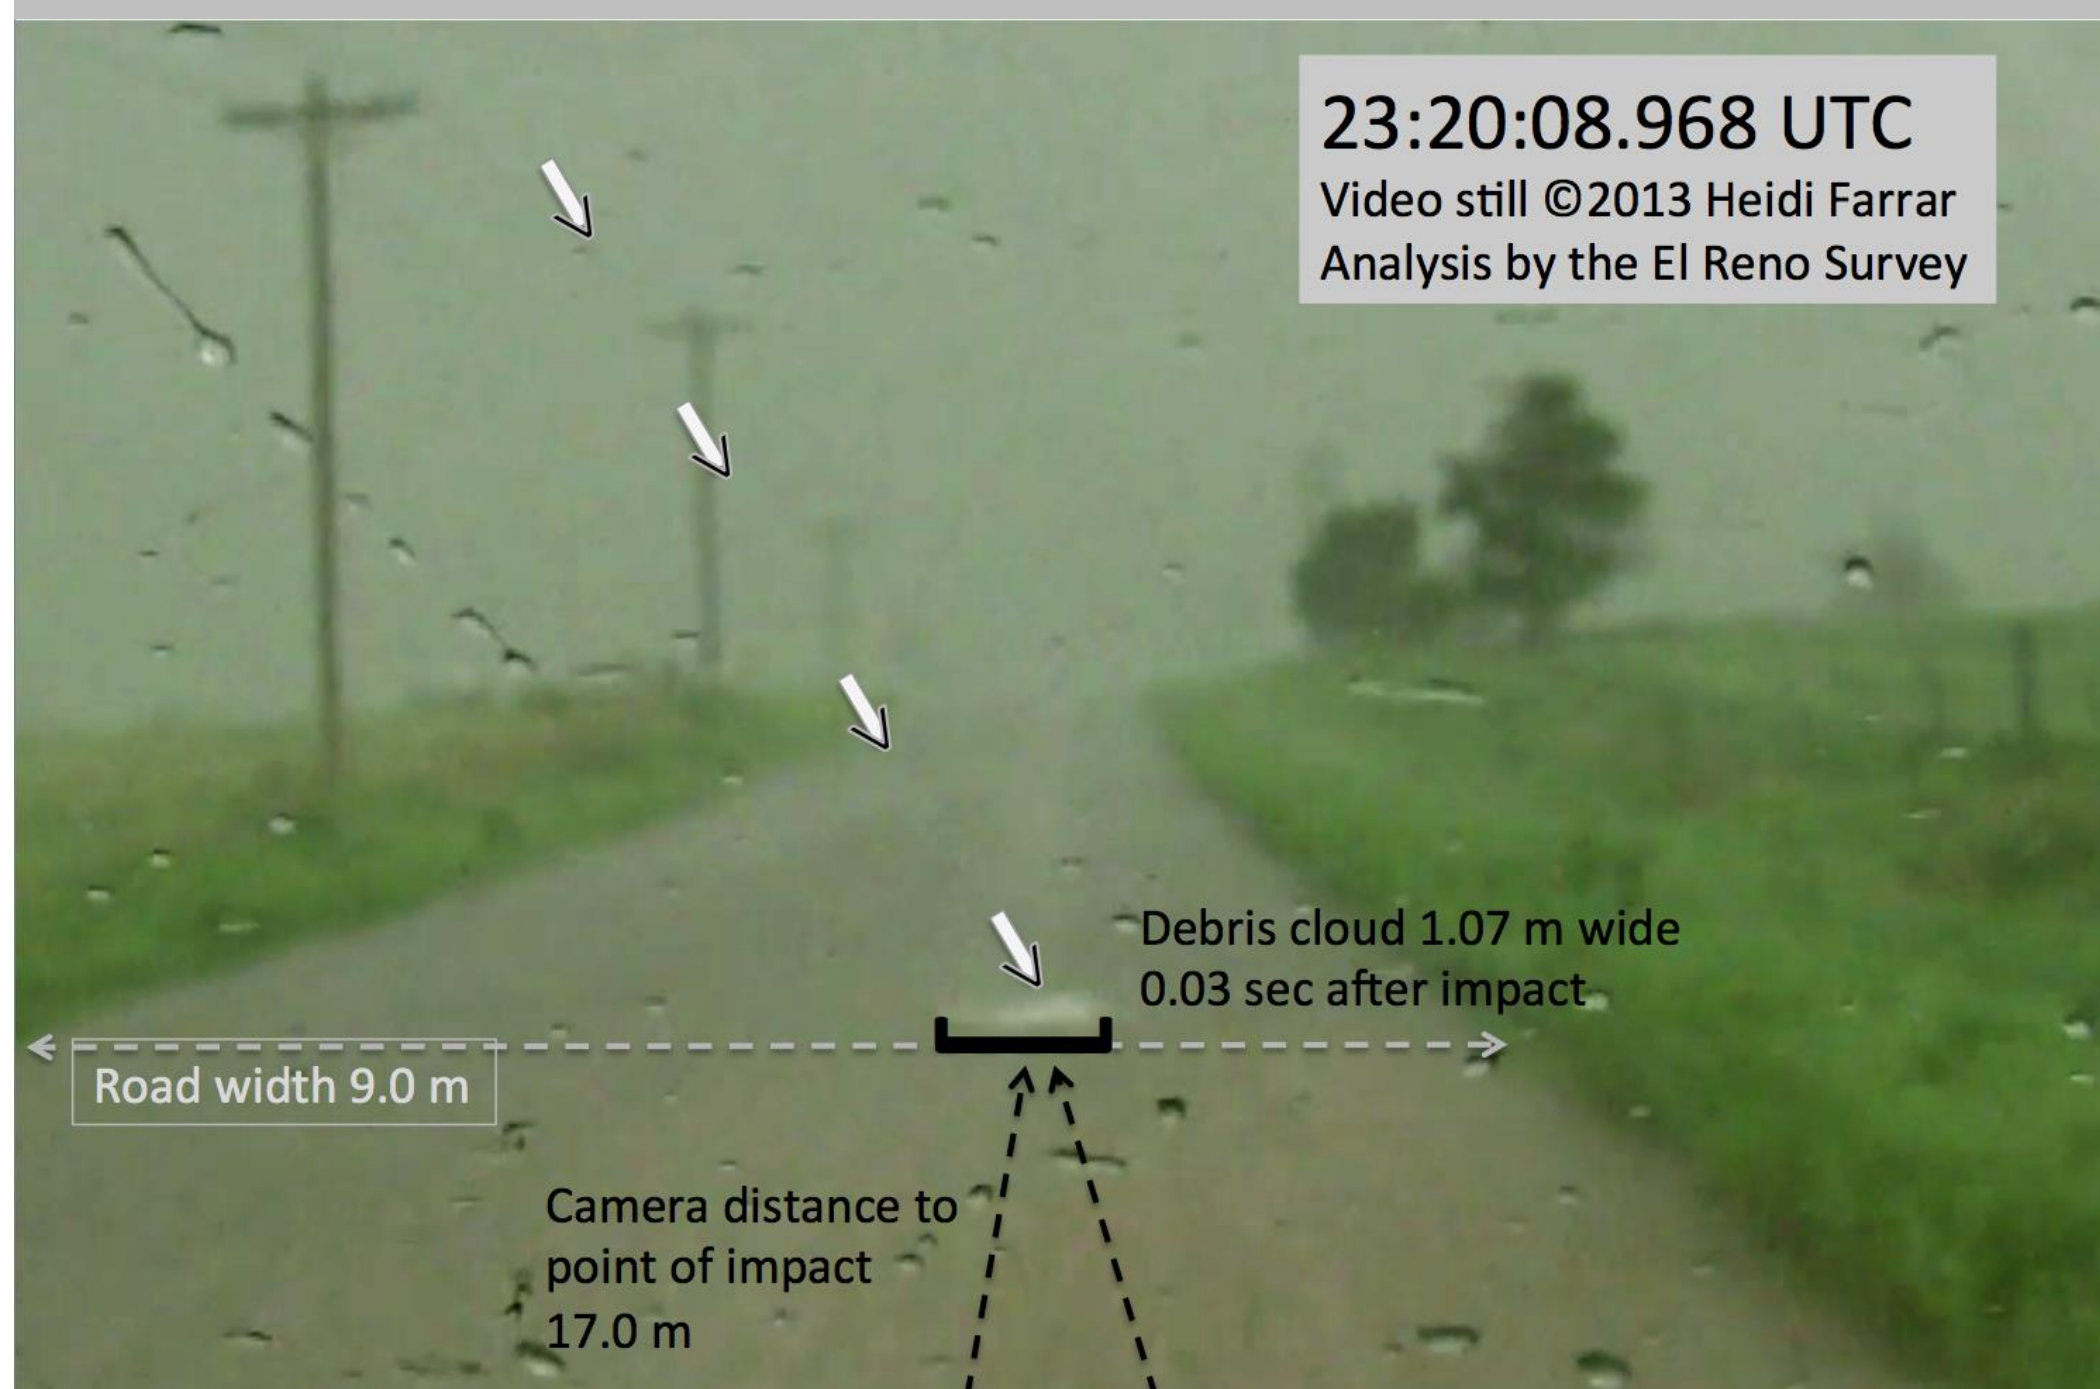 23:20:08.968 UTC
Video still ©2013 Heidi Farrar
Analysis by the El Reno Survey
Debris cloud 1.07 m wide
0.03 sec after impact
Road width 9.0 m
Camera distance to
point of impact
17.0 m